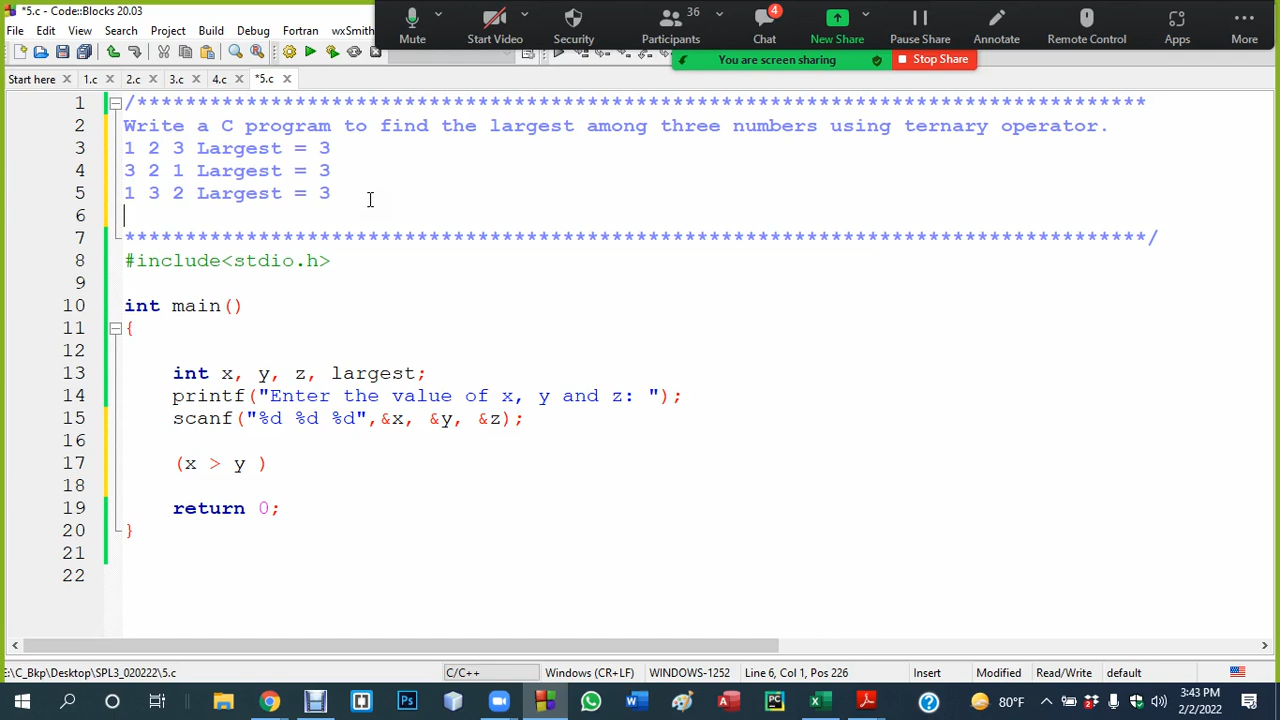 *5.c - Code::Blocks 20.03
File Edit View Search Project Build Debug Fortran wxSmith
Mute Start Video Security Participants 36 Chat 4 New Share Pause Share Annotate Remote Control Apps More
You are screen sharing Stop Share
Start here 1.c 2.c 3.c 4.c *5.c
1 /***********************************************************************************
2 Write a C program to find the largest among three numbers using ternary operator.
3 1 2 3 Largest = 3
4 3 2 1 Largest = 3
5 1 3 2 Largest = 3
6
7 ************************************************************************************/
8 #include<stdio.h>
9
10 int main()
11 {
12
13 int x, y, z, largest;
14 printf("Enter the value of x, y and z: ");
15 scanf("%d %d %d",&x, &y, &z);
16
17 (x > y )
18
19 return 0;
20 }
21
22
E:\C_Bkp\Desktop\SPL3_020222\5.c C/C++ Windows (CR+LF) WINDOWS-1252 Line 6, Col 1, Pos 226 Insert Modified Read/Write default
80°F 3:43 PM
2/2/2022